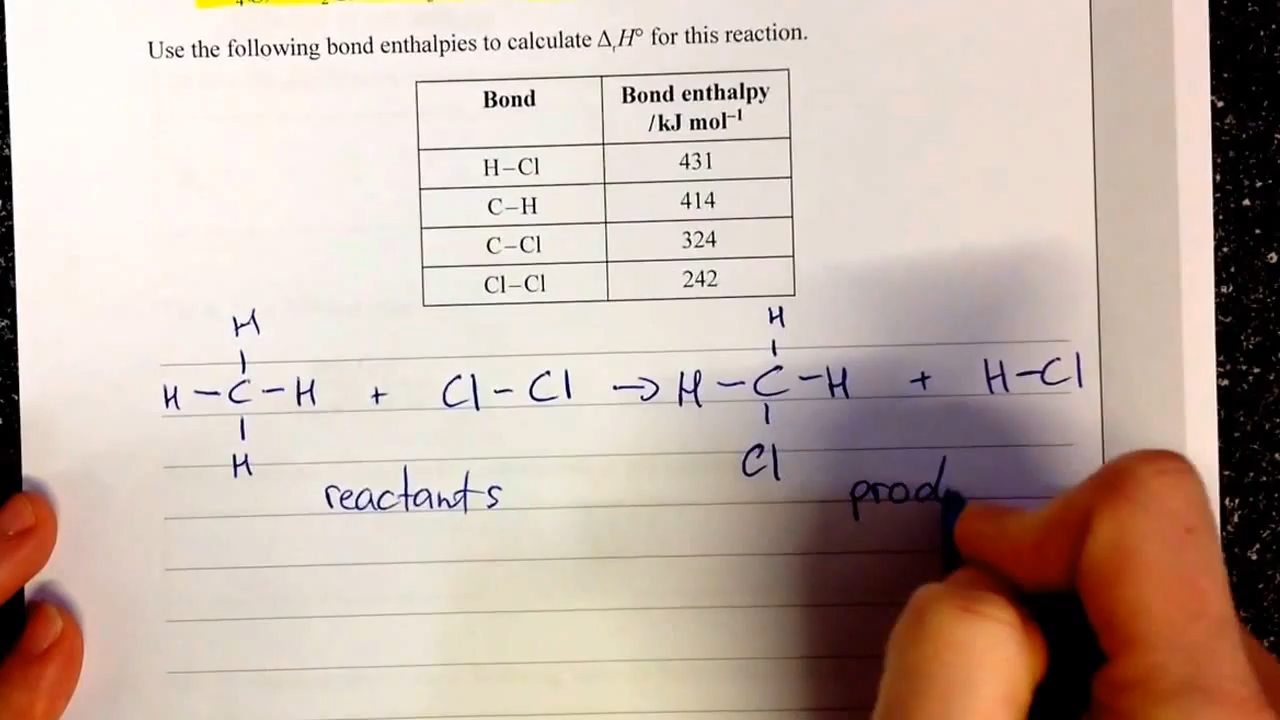 Use the following bond enthalpies to calculate ΔᵣH° for this reaction.
Bond Bond enthalpy /kJ mol⁻¹
H–Cl 431
C–H 414
C–Cl 324
Cl–Cl 242
H H
H – C – H + Cl – Cl → H – C – H + H – Cl
H Cl
reactants prod